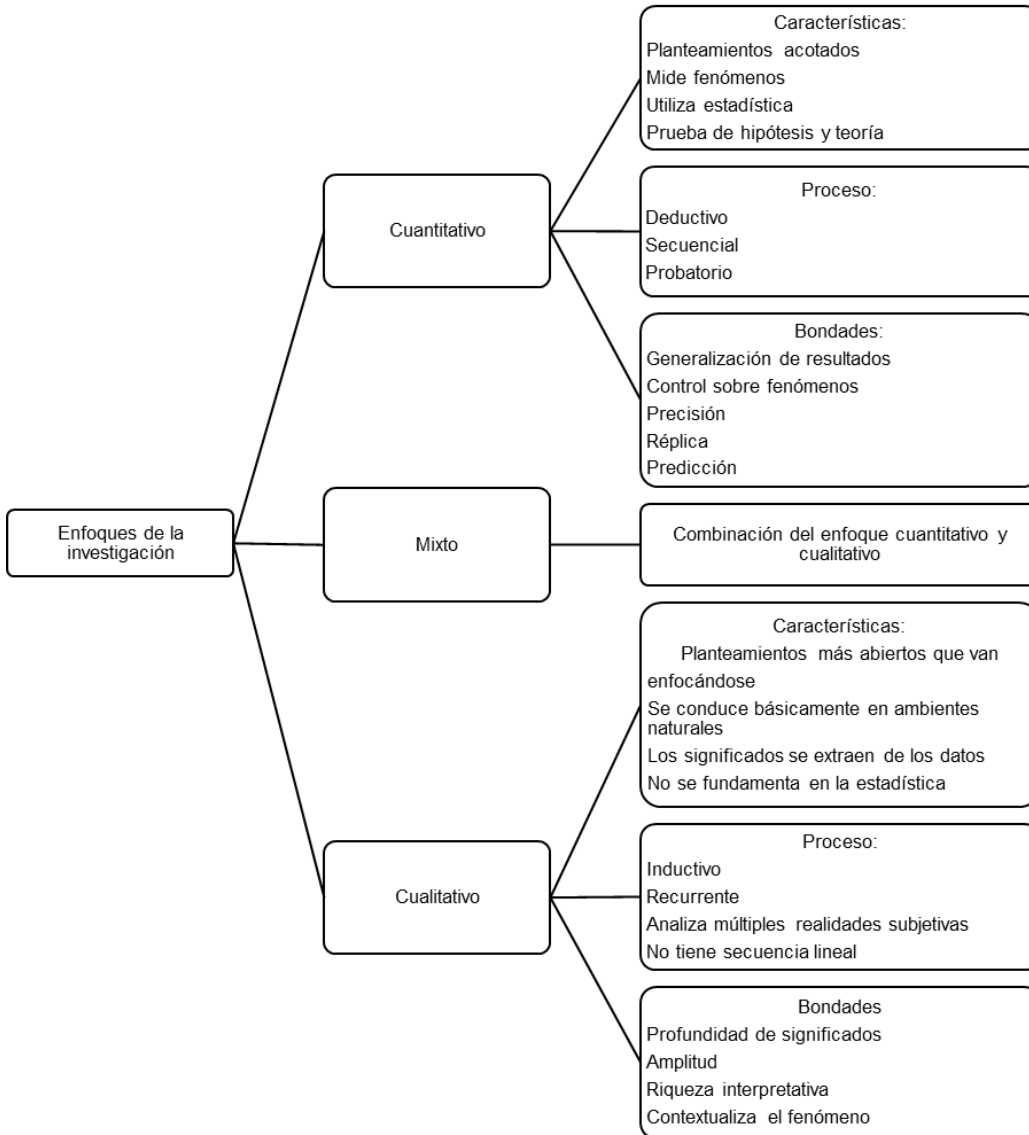 Enfoques de la
investigación
Cuantitativo
Características:
Planteamientos acotados
Mide fenómenos
Utiliza estadística
Prueba de hipótesis y teoría
Proceso:
Deductivo
Secuencial
Probatorio
Bondades:
Generalización de resultados
Control sobre fenómenos
Precisión
Réplica
Predicción
Mixto
Combinación del enfoque cuantitativo y
cualitativo
Cualitativo
Características:
Planteamientos más abiertos que van
enfocándose
Se conduce básicamente en ambientes
naturales
Los significados se extraen de los datos
No se fundamenta en la estadística
Proceso:
Inductivo
Recurrente
Analiza múltiples realidades subjetivas
No tiene secuencia lineal
Bondades
Profundidad de significados
Amplitud
Riqueza interpretativa
Contextualiza el fenómeno